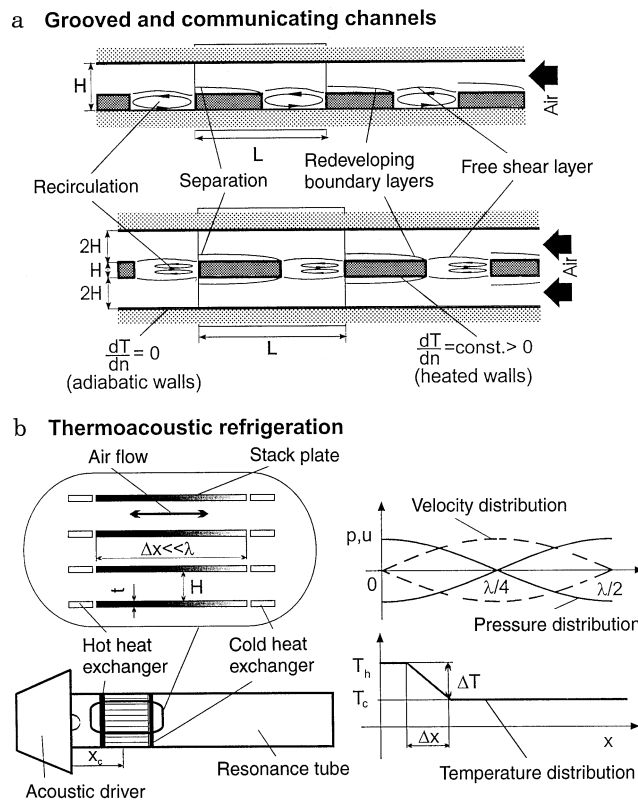 a Grooved and communicating channels
H
Air
L
Recirculation
Separation
Redeveloping
boundary layers
Free shear layer
2H
H
2H
Air
L
dT
dn = 0
(adiabatic walls)
dT
dn =const.> 0
(heated walls)
b Thermoacoustic refrigeration
Air flow
Stack plate
Δx<<λ
t
H
Hot heat
exchanger
Cold heat
exchanger
x_c
Acoustic driver
Resonance tube
Velocity distribution
p,u
0
λ/4
λ/2
Pressure distribution
T_h
T_c
ΔT
Δx
x
Temperature distribution